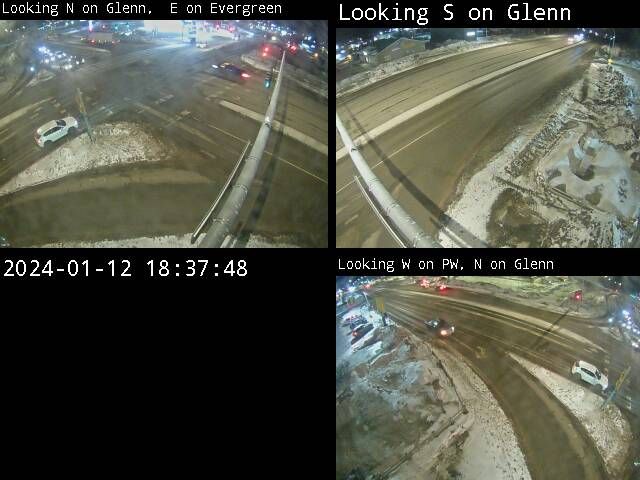 Looking N on Glenn, E on Evergreen
Looking S on Glenn
2024-01-12 18:37:48
Looking W on PW, N on Glenn